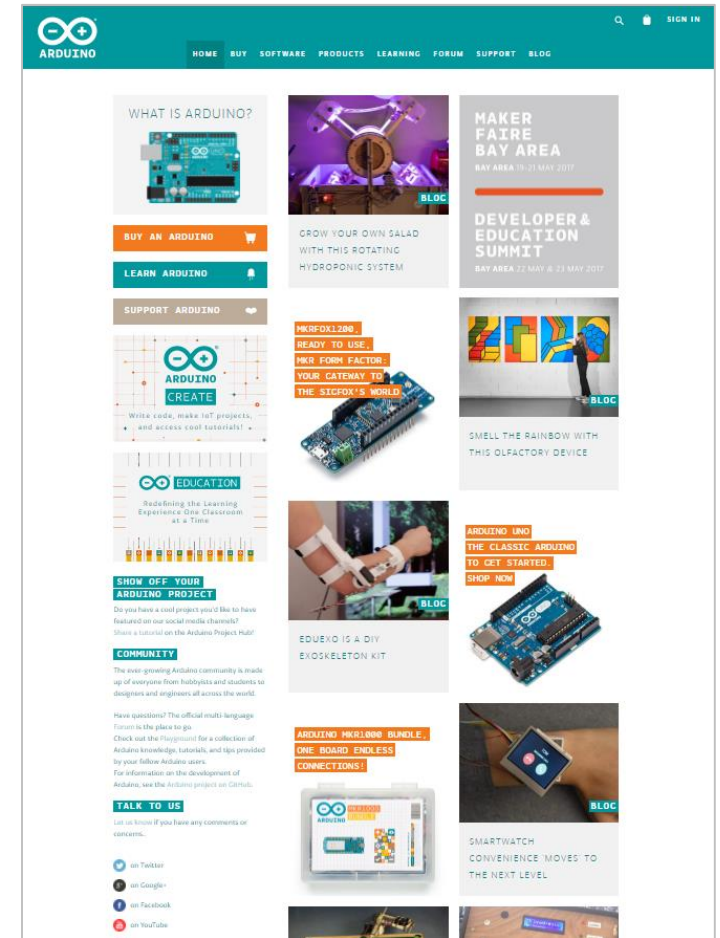 ARDUINO
SIGN IN
HOME BUY SOFTWARE PRODUCTS LEARNING FORUM SUPPORT BLOG
WHAT IS ARDUINO?
BUY AN ARDUINO
LEARN ARDUINO
SUPPORT ARDUINO
ARDUINO
CREATE
Write code, make IoT projects,
and access cool tutorials!
EDUCATION
Redefining the Learning
Experience One Classroom
at a Time
SHOW OFF YOUR
ARDUINO PROJECT
Do you have a cool project you'd like to have
featured on our social media channels?
Share a tutorial on the Arduino Project Hub!
COMMUNITY
The ever-growing Arduino community is made
up of everyone from hobbyists and students to
designers and engineers all across the world.
Have questions? The official multi-language
Forum is the place to go.
Check out the Playground for a collection of
Arduino knowledge, tutorials, and tips provided
by your fellow Arduino users.
For information on the development of
Arduino, see the Arduino project on GitHub.
TALK TO US
Let us know if you have any comments or
concerns.
on Twitter
on Google+
on Facebook
on YouTube
BLOG
GROW YOUR OWN SALAD
WITH THIS ROTATING
HYDROPONIC SYSTEM
MKRFOX1200,
READY TO USE,
MKR FORM FACTOR:
YOUR GATEWAY TO
THE SIGFOX'S WORLD
BLOG
EDUEXO IS A DIY
EXOSKELETON KIT
ARDUINO MKR1000 BUNDLE,
ONE BOARD ENDLESS
CONNECTIONS!
ARDUINO
MKR1000
MAKER
FAIRE
BAY AREA
BAY AREA 19-21 MAY 2017
DEVELOPER &
EDUCATION
SUMMIT
BAY AREA 22 MAY & 23 MAY 2017
BLOG
SMELL THE RAINBOW WITH
THIS OLFACTORY DEVICE
ARDUINO UNO
THE CLASSIC ARDUINO
TO GET STARTED.
SHOP NOW
BLOG
SMARTWATCH
CONVENIENCE 'MOVES' TO
THE NEXT LEVEL